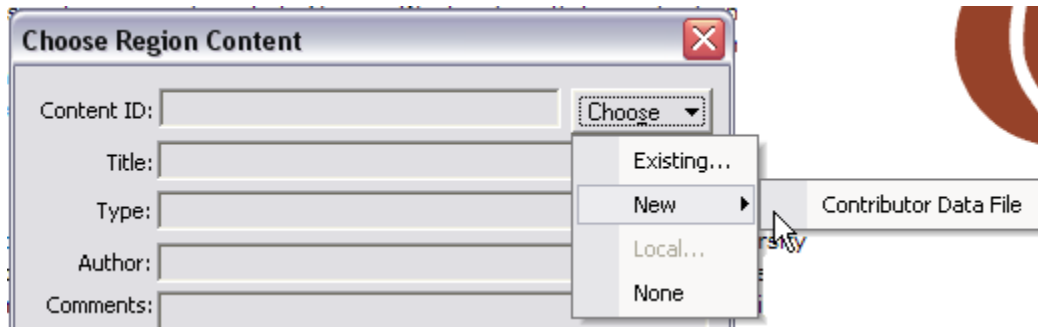 Choose Region Content
Content ID:
Choose
Title:
Existing...
Type:
New
Contributor Data File
Author:
Local...
Comments:
None